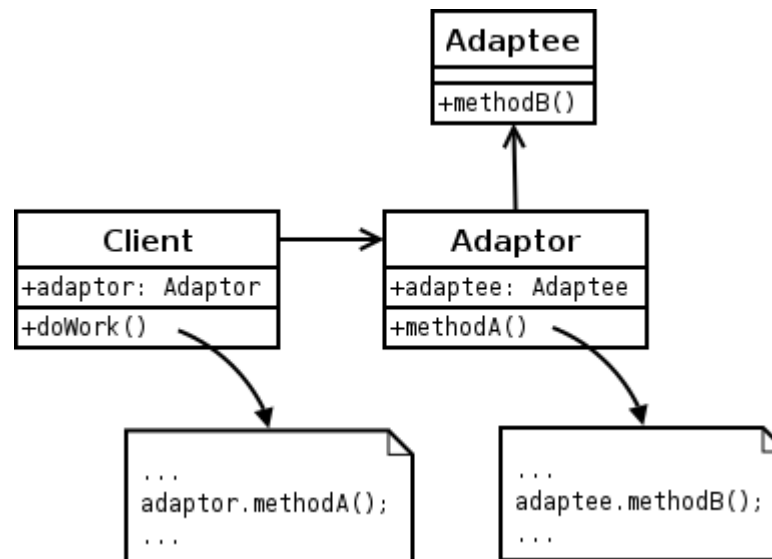 Adaptee
+methodB()
Client
+adaptor: Adaptor
+doWork()
Adaptor
+adaptee: Adaptee
+methodA()
...
adaptor.methodA();
...
...
adaptee.methodB();
...